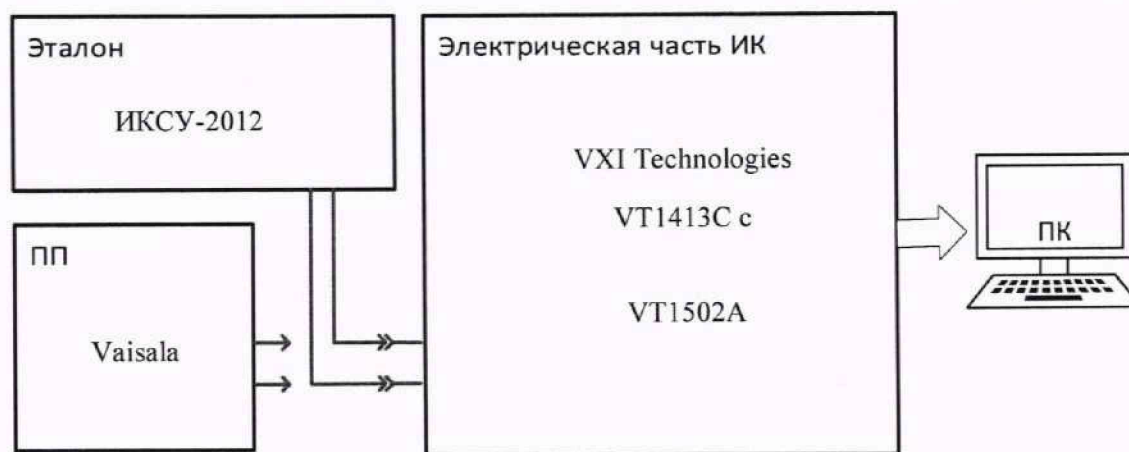 Эталон
ИКСУ-2012
ПП
Vaisala
Электрическая часть ИК
VXI Technologies
VT1413C с
VT1502A
ПК